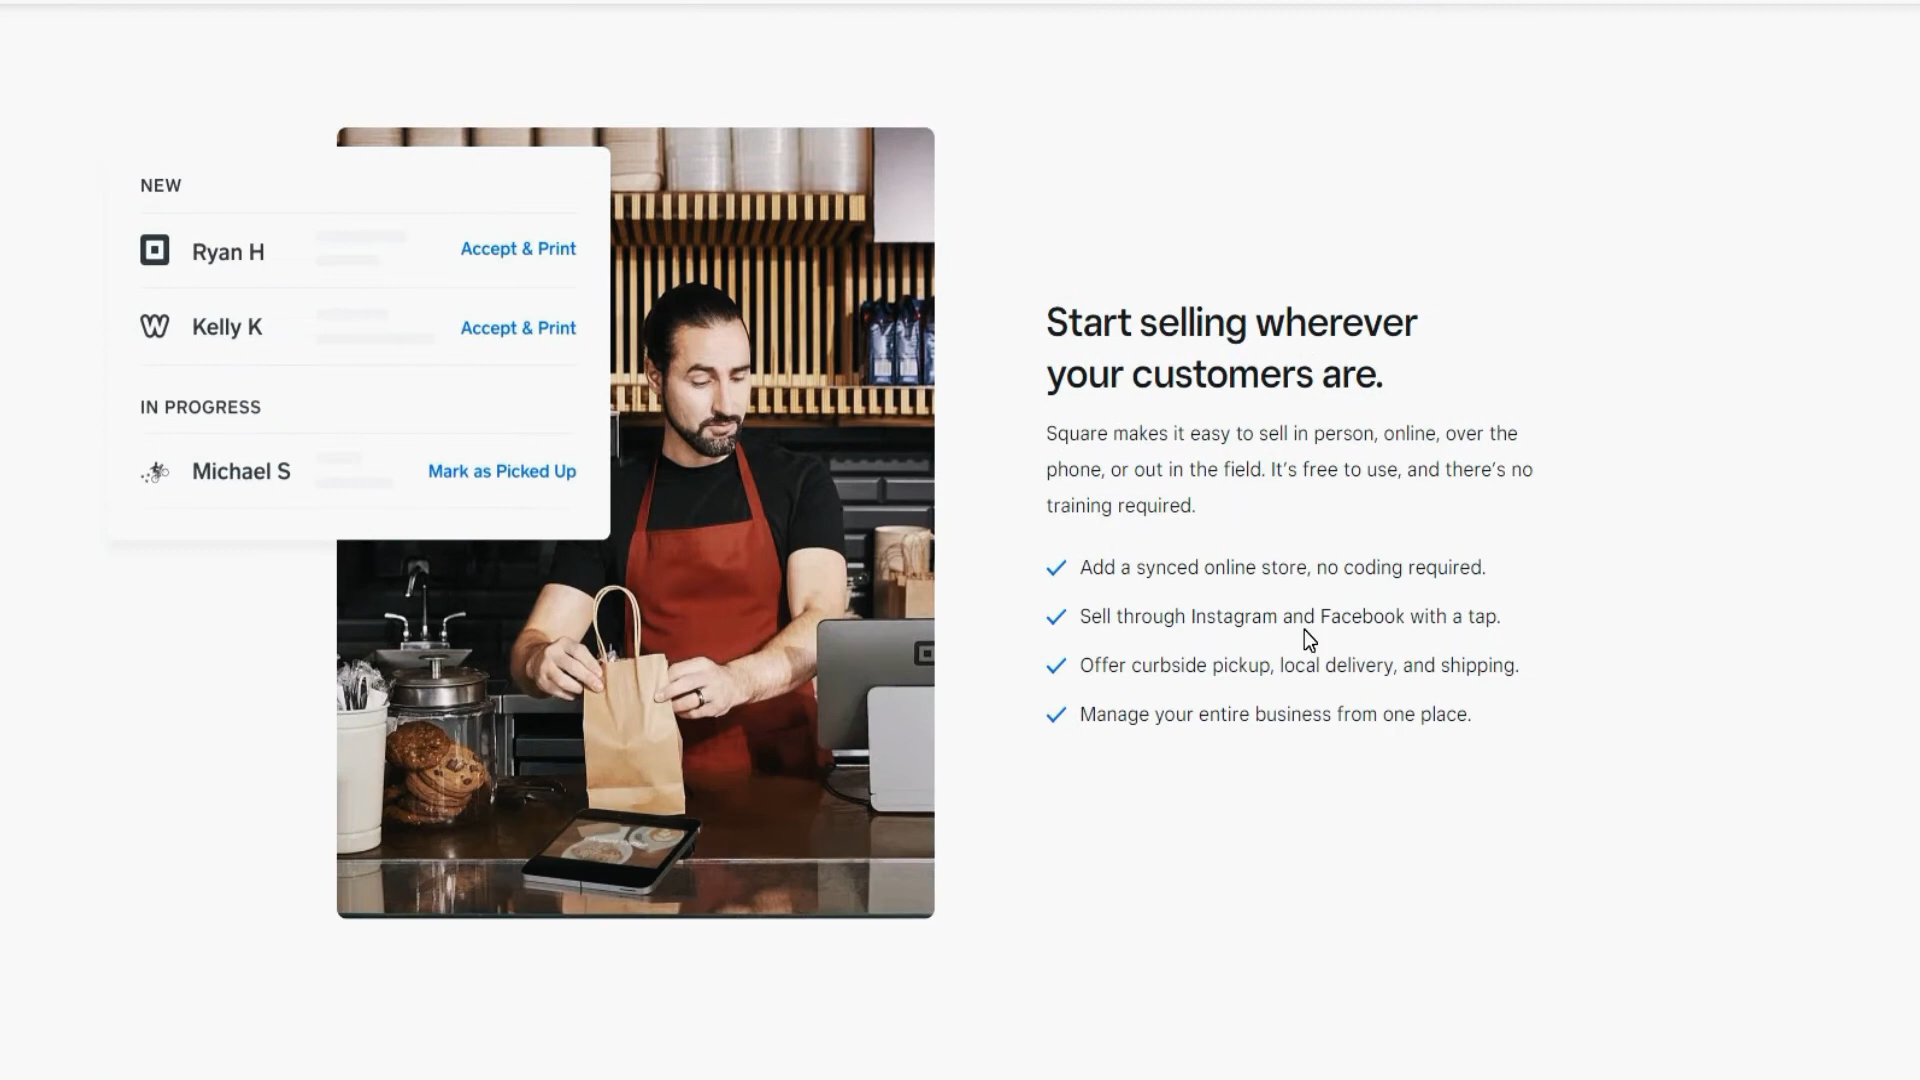 NEW
Ryan H Accept & Print
Kelly K Accept & Print
IN PROGRESS
Michael S Mark as Picked Up
Start selling wherever
your customers are.
Square makes it easy to sell in person, online, over the
phone, or out in the field. It’s free to use, and there’s no
training required.
Add a synced online store, no coding required.
Sell through Instagram and Facebook with a tap.
Offer curbside pickup, local delivery, and shipping.
Manage your entire business from one place.